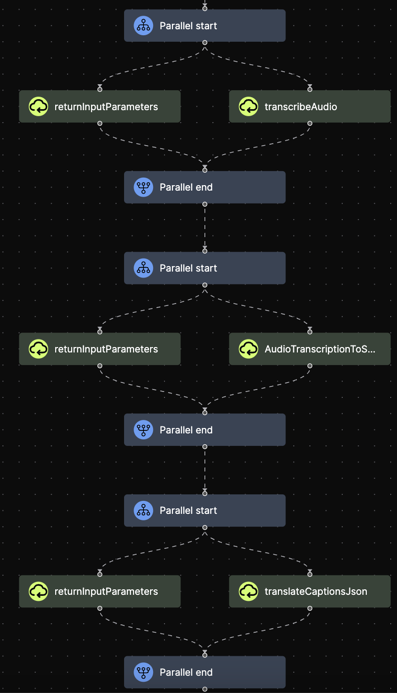 Parallel start
returnInputParameters
transcribeAudio
Parallel end
Parallel start
returnInputParameters
AudioTranscriptionToS...
Parallel end
Parallel start
returnInputParameters
translateCaptionsJson
Parallel end